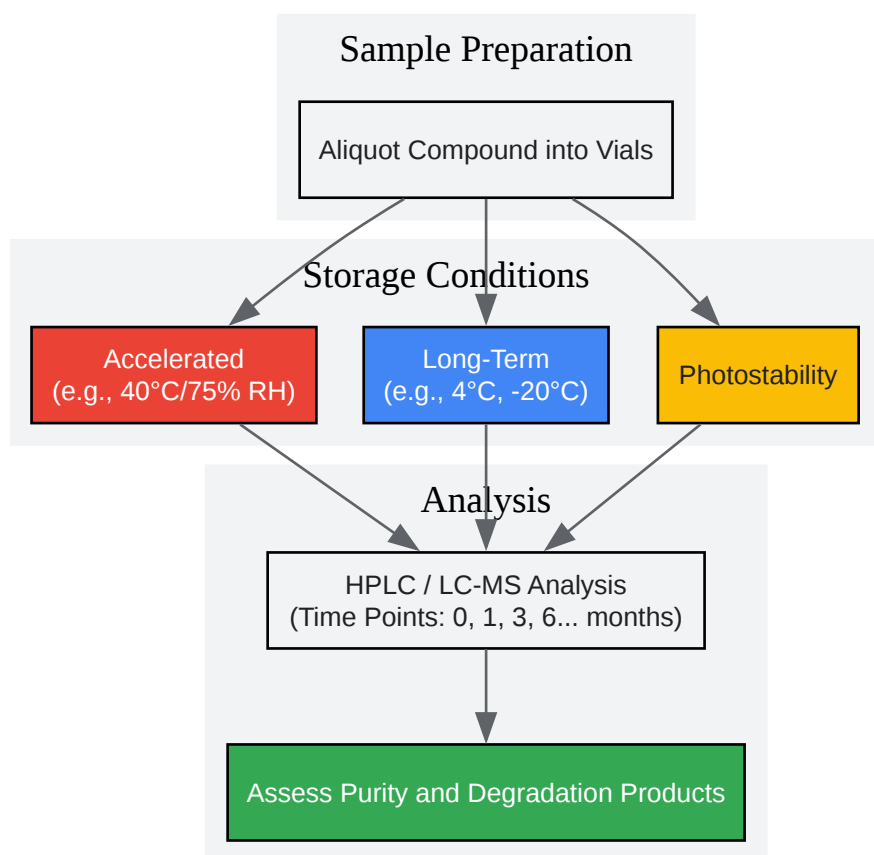 Sample Preparation
Aliquot Compound into Vials
Storage Conditions
Accelerated
(e.g., 40°C/75% RH)
Long-Term
(e.g., 4°C, -20°C)
Photostability
Analysis
HPLC / LC-MS Analysis
(Time Points: 0, 1, 3, 6... months)
Assess Purity and Degradation Products